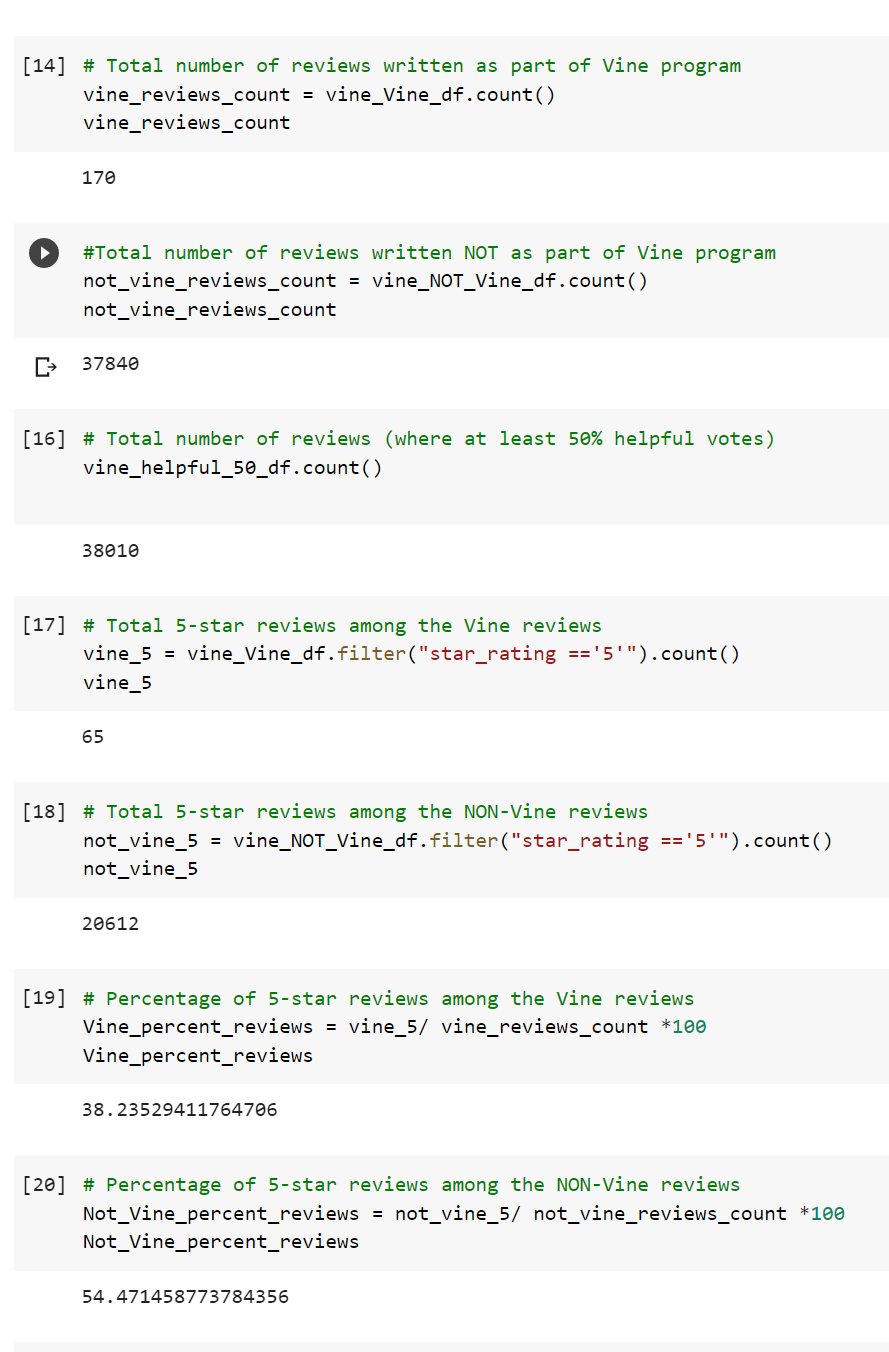 [14] # Total number of reviews written as part of Vine program
vine_reviews_count = vine_Vine_df.count()
vine_reviews_count
170
#Total number of reviews written NOT as part of Vine program
not_vine_reviews_count = vine_NOT_Vine_df.count()
not_vine_reviews_count
37840
[16] # Total number of reviews (where at least 50% helpful votes)
vine_helpful_50_df.count()
38010
[17] # Total 5-star reviews among the Vine reviews
vine_5 = vine_Vine_df.filter("star_rating =='5'").count()
vine_5
65
[18] # Total 5-star reviews among the NON-Vine reviews
not_vine_5 = vine_NOT_Vine_df.filter("star_rating =='5'").count()
not_vine_5
20612
[19] # Percentage of 5-star reviews among the Vine reviews
Vine_percent_reviews = vine_5/ vine_reviews_count *100
Vine_percent_reviews
38.23529411764706
[20] # Percentage of 5-star reviews among the NON-Vine reviews
Not_Vine_percent_reviews = not_vine_5/ not_vine_reviews_count *100
Not_Vine_percent_reviews
54.471458773784356